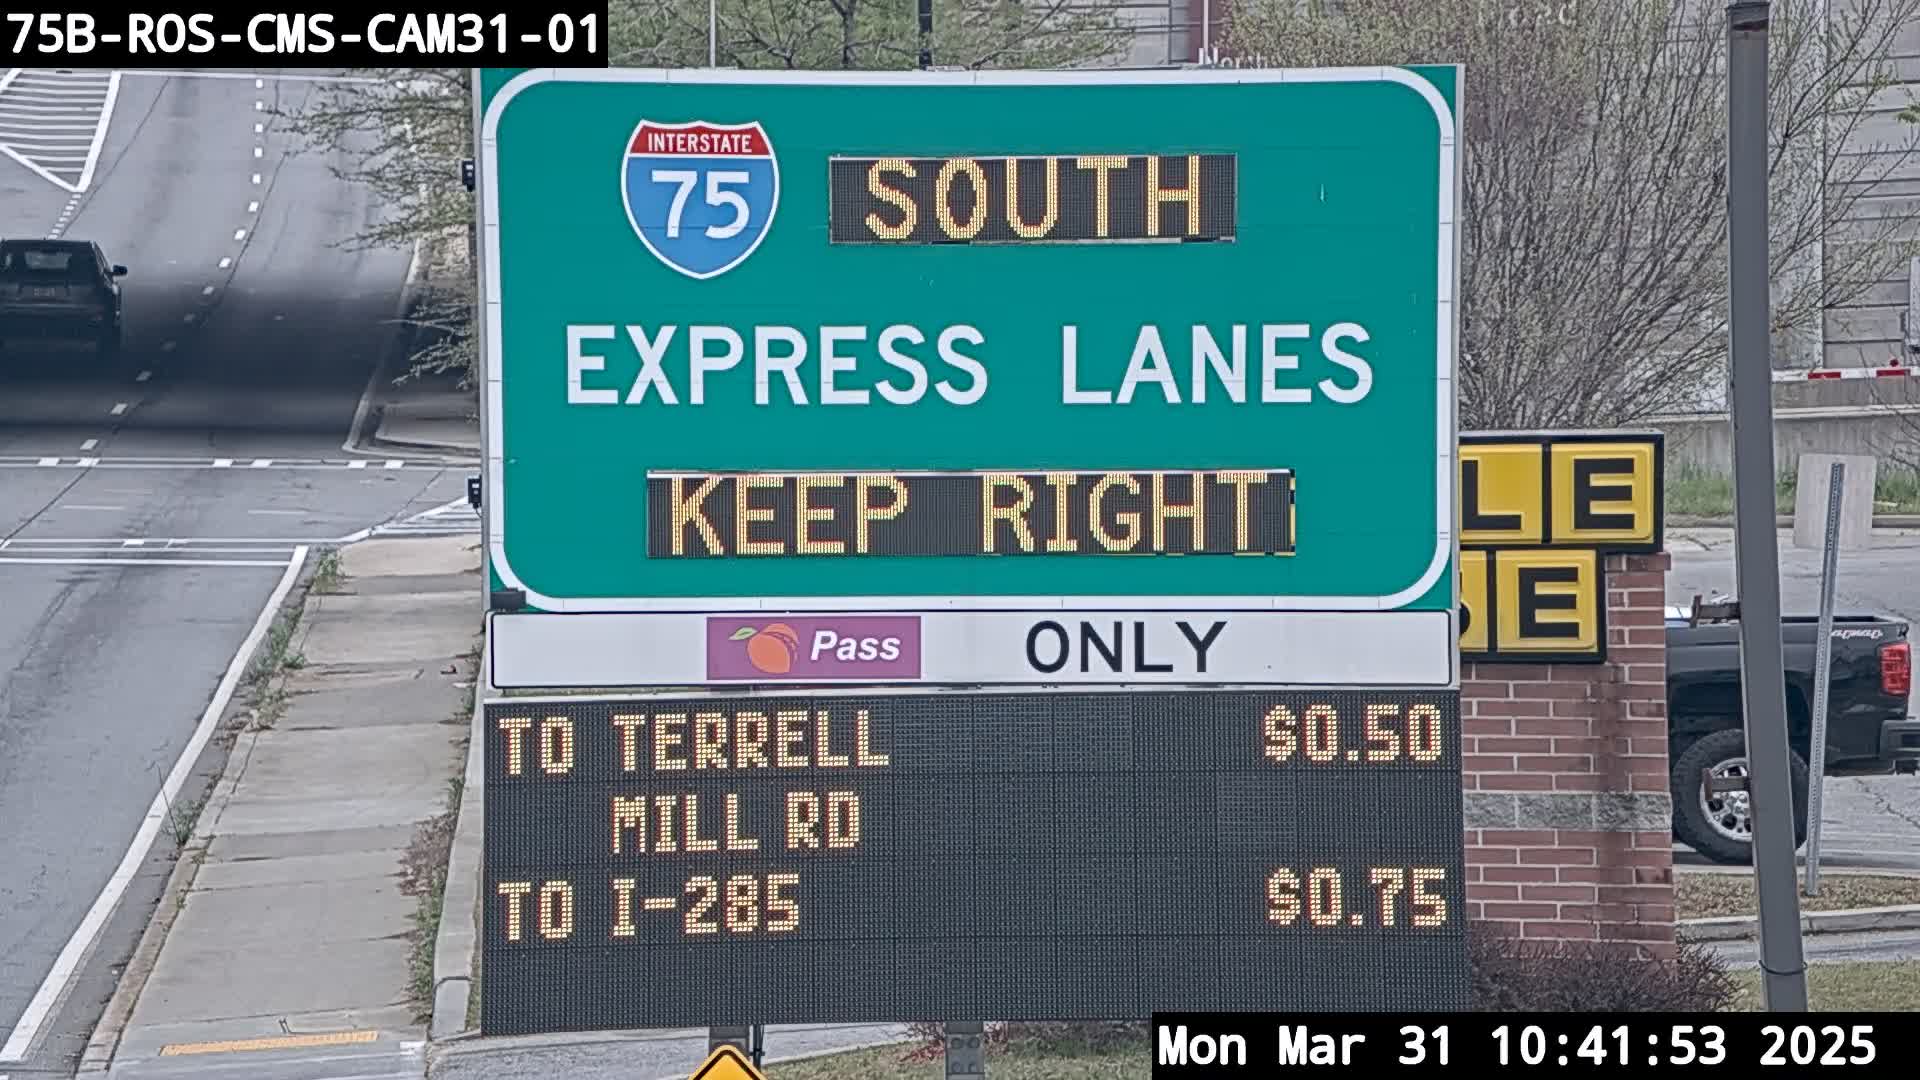 75B-ROS-CMS-CAM31-01
INTERSTATE
75
SOUTH
EXPRESS LANES
KEEP RIGHT
Pass ONLY
TO TERRELL $0.50
MILL RD
TO I-285 $0.75
LE
E
Mon Mar 31 10:41:53 2025